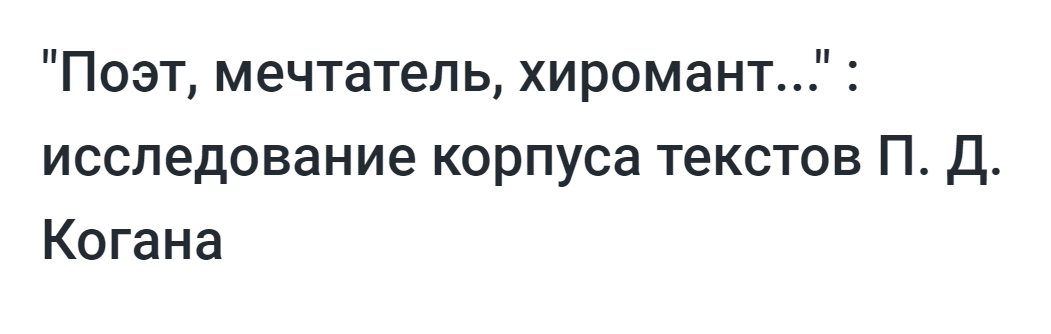 "Поэт, мечтатель, хиромант..." :
исследование корпуса текстов П. Д.
Когана